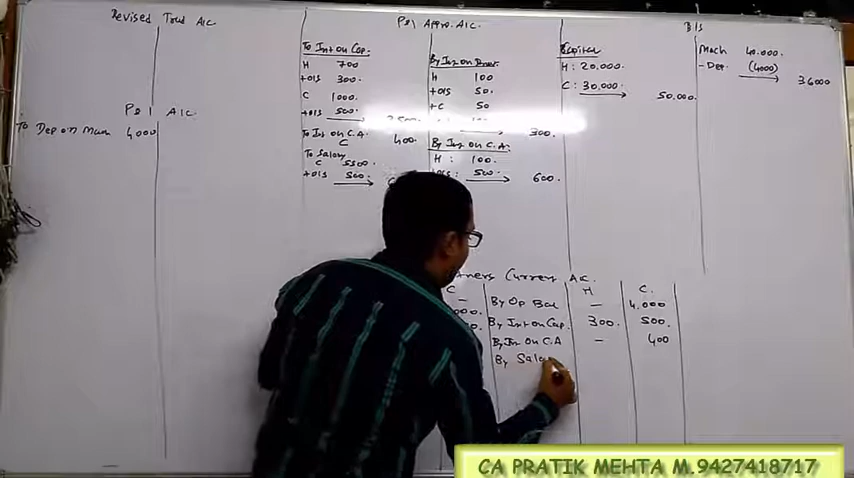 Revised Trad A/C
P&l A/C
To Dep on Mach 4000
P&l Appro. A/C.
To Int on Cap.
H 700
+O/S 300.
C 1000.
+O/S 500.
To Int on C.A. 400.
C
To Salary
C 5500.
+O/S 500.
By Int on Draw.
H 100
+O/S 50.
+C 50
300.
By Int on C.A.
H : 100.
+O/S : 500. 600.
B/S
Capital
H : 20.000.
C : 30.000. 50.000.
Mach 40.000.
- Dep. (4000) 36000
Current A/C.
C H C.
— By Op Bal — 4.000
By Int on Cap. 300. 500.
By Int on C.A — 400
By Sala
CA PRATIK MEHTA M.9427418717